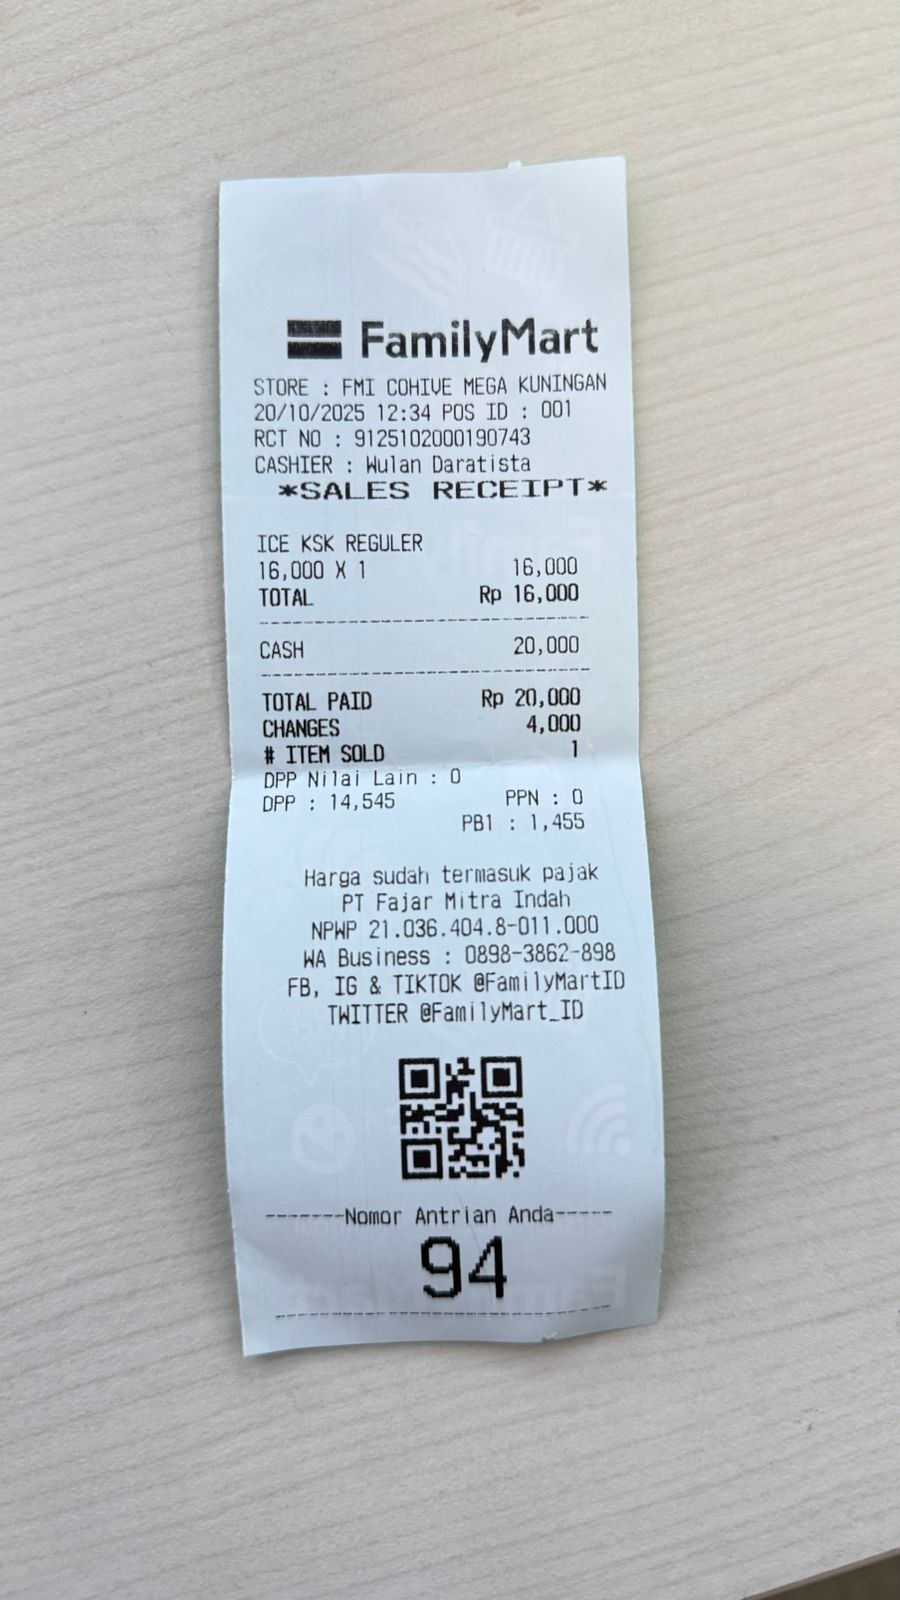 FamilyMart
STORE : FMI COHIVE MEGA KUNINGAN
20/10/2025 12:34 POS ID : 001
RCT NO : 9125102000190743
CASHIER : Wulan Daratista
*SALES RECEIPT*
ICE KSK REGULER
16,000 X 1 16,000
TOTAL Rp 16,000
CASH 20,000
TOTAL PAID Rp 20,000
CHANGES 4,000
# ITEM SOLD 1
DPP Nilai Lain : 0
DPP : 14,545 PPN : 0
PB1 : 1,455
Harga sudah termasuk pajak
PT Fajar Mitra Indah
NPWP 21.036.404.8-011.000
WA Business : 0898-3862-898
FB, IG & TIKTOK @FamilyMartID
TWITTER @FamilyMart_ID
-------Nomor Antrian Anda-----
94